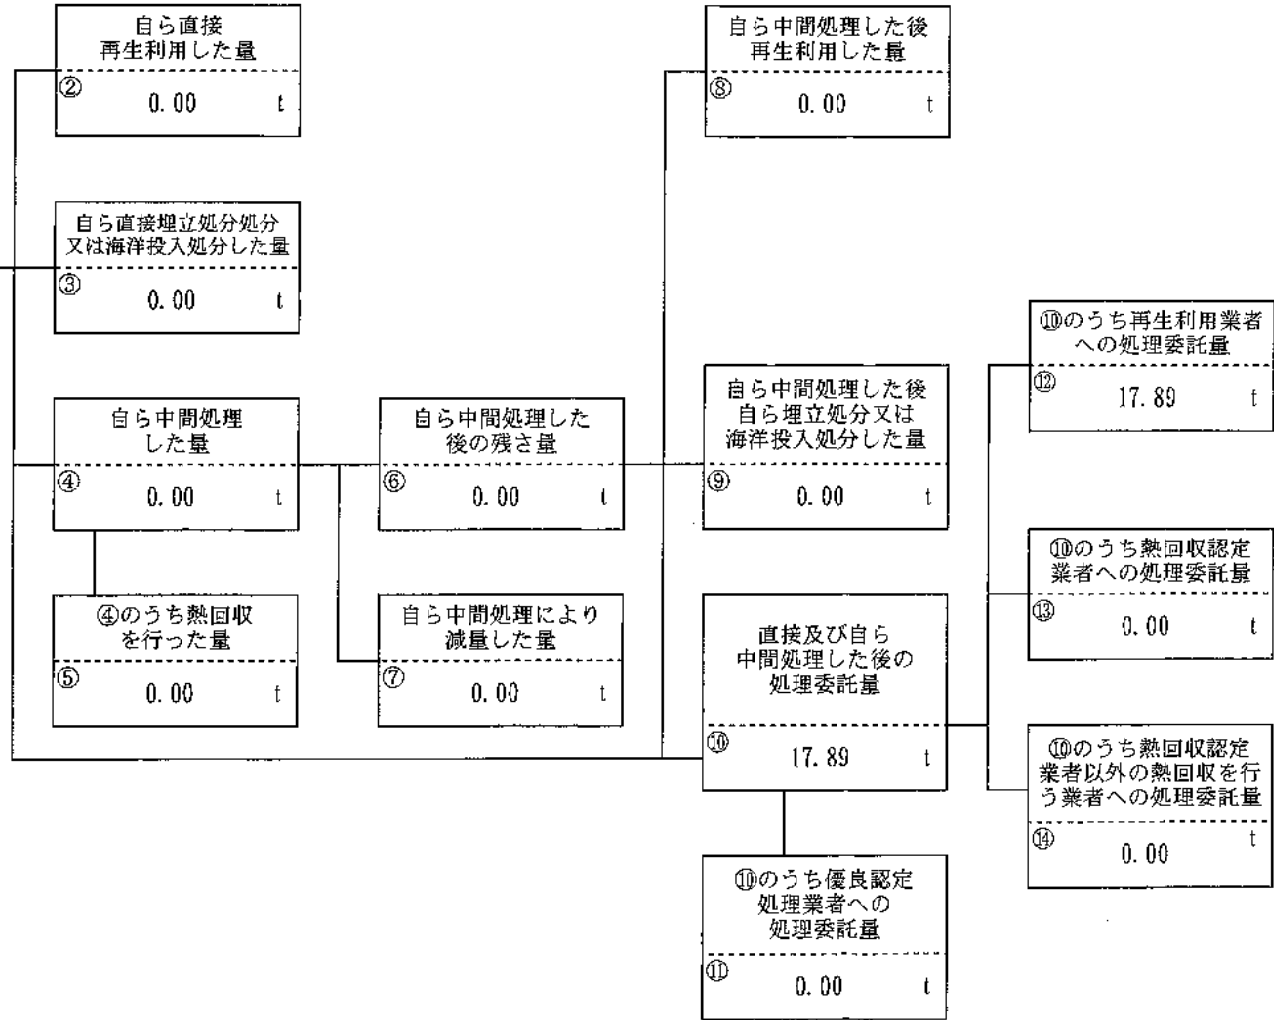 自ら直接
再生利用した量
②
0.00 t
自ら直接埋立処分処分
又は海洋投入処分した量
③
0.00 t
自ら中間処理
した量
④
0.00 t
④のうち熱回収
を行った量
⑤
0.00 t
自ら中間処理した
後の残さ量
⑥
0.00 t
自ら中間処理により
減量した量
⑦
0.00 t
自ら中間処理した後
再生利用した量
⑧
0.00 t
自ら中間処理した後
自ら埋立処分又は
海洋投入処分した量
⑨
0.00 t
直接及び自ら
中間処理した後の
処理委託量
⑩
17.89 t
⑩のうち優良認定
処理業者への
処理委託量
⑪
0.00 t
⑩のうち再生利用業者
への処理委託量
⑫
17.89 t
⑩のうち熱回収認定
業者への処理委託量
⑬
0.00 t
⑩のうち熱回収認定
業者以外の熱回収を行
う業者への処理委託量
⑭
0.00 t